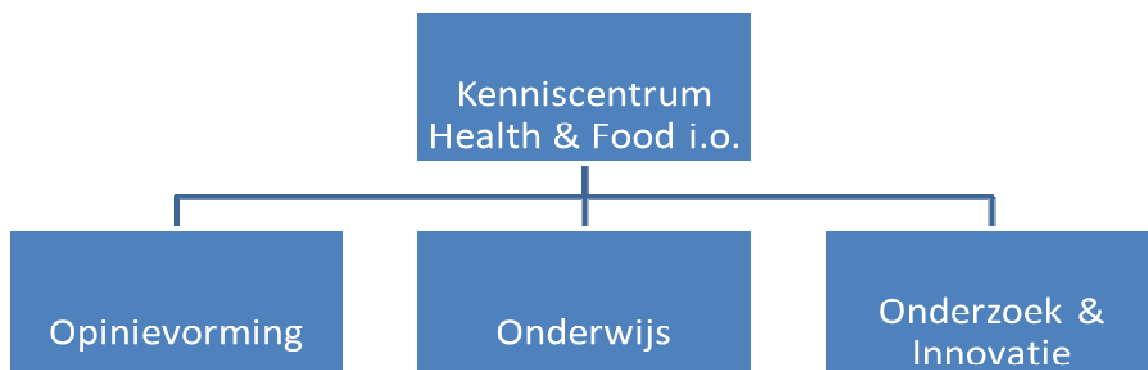 Kenniscentrum
Health & Food i.o.
Opinievorming
Onderwijs
Onderzoek &
Innovatie